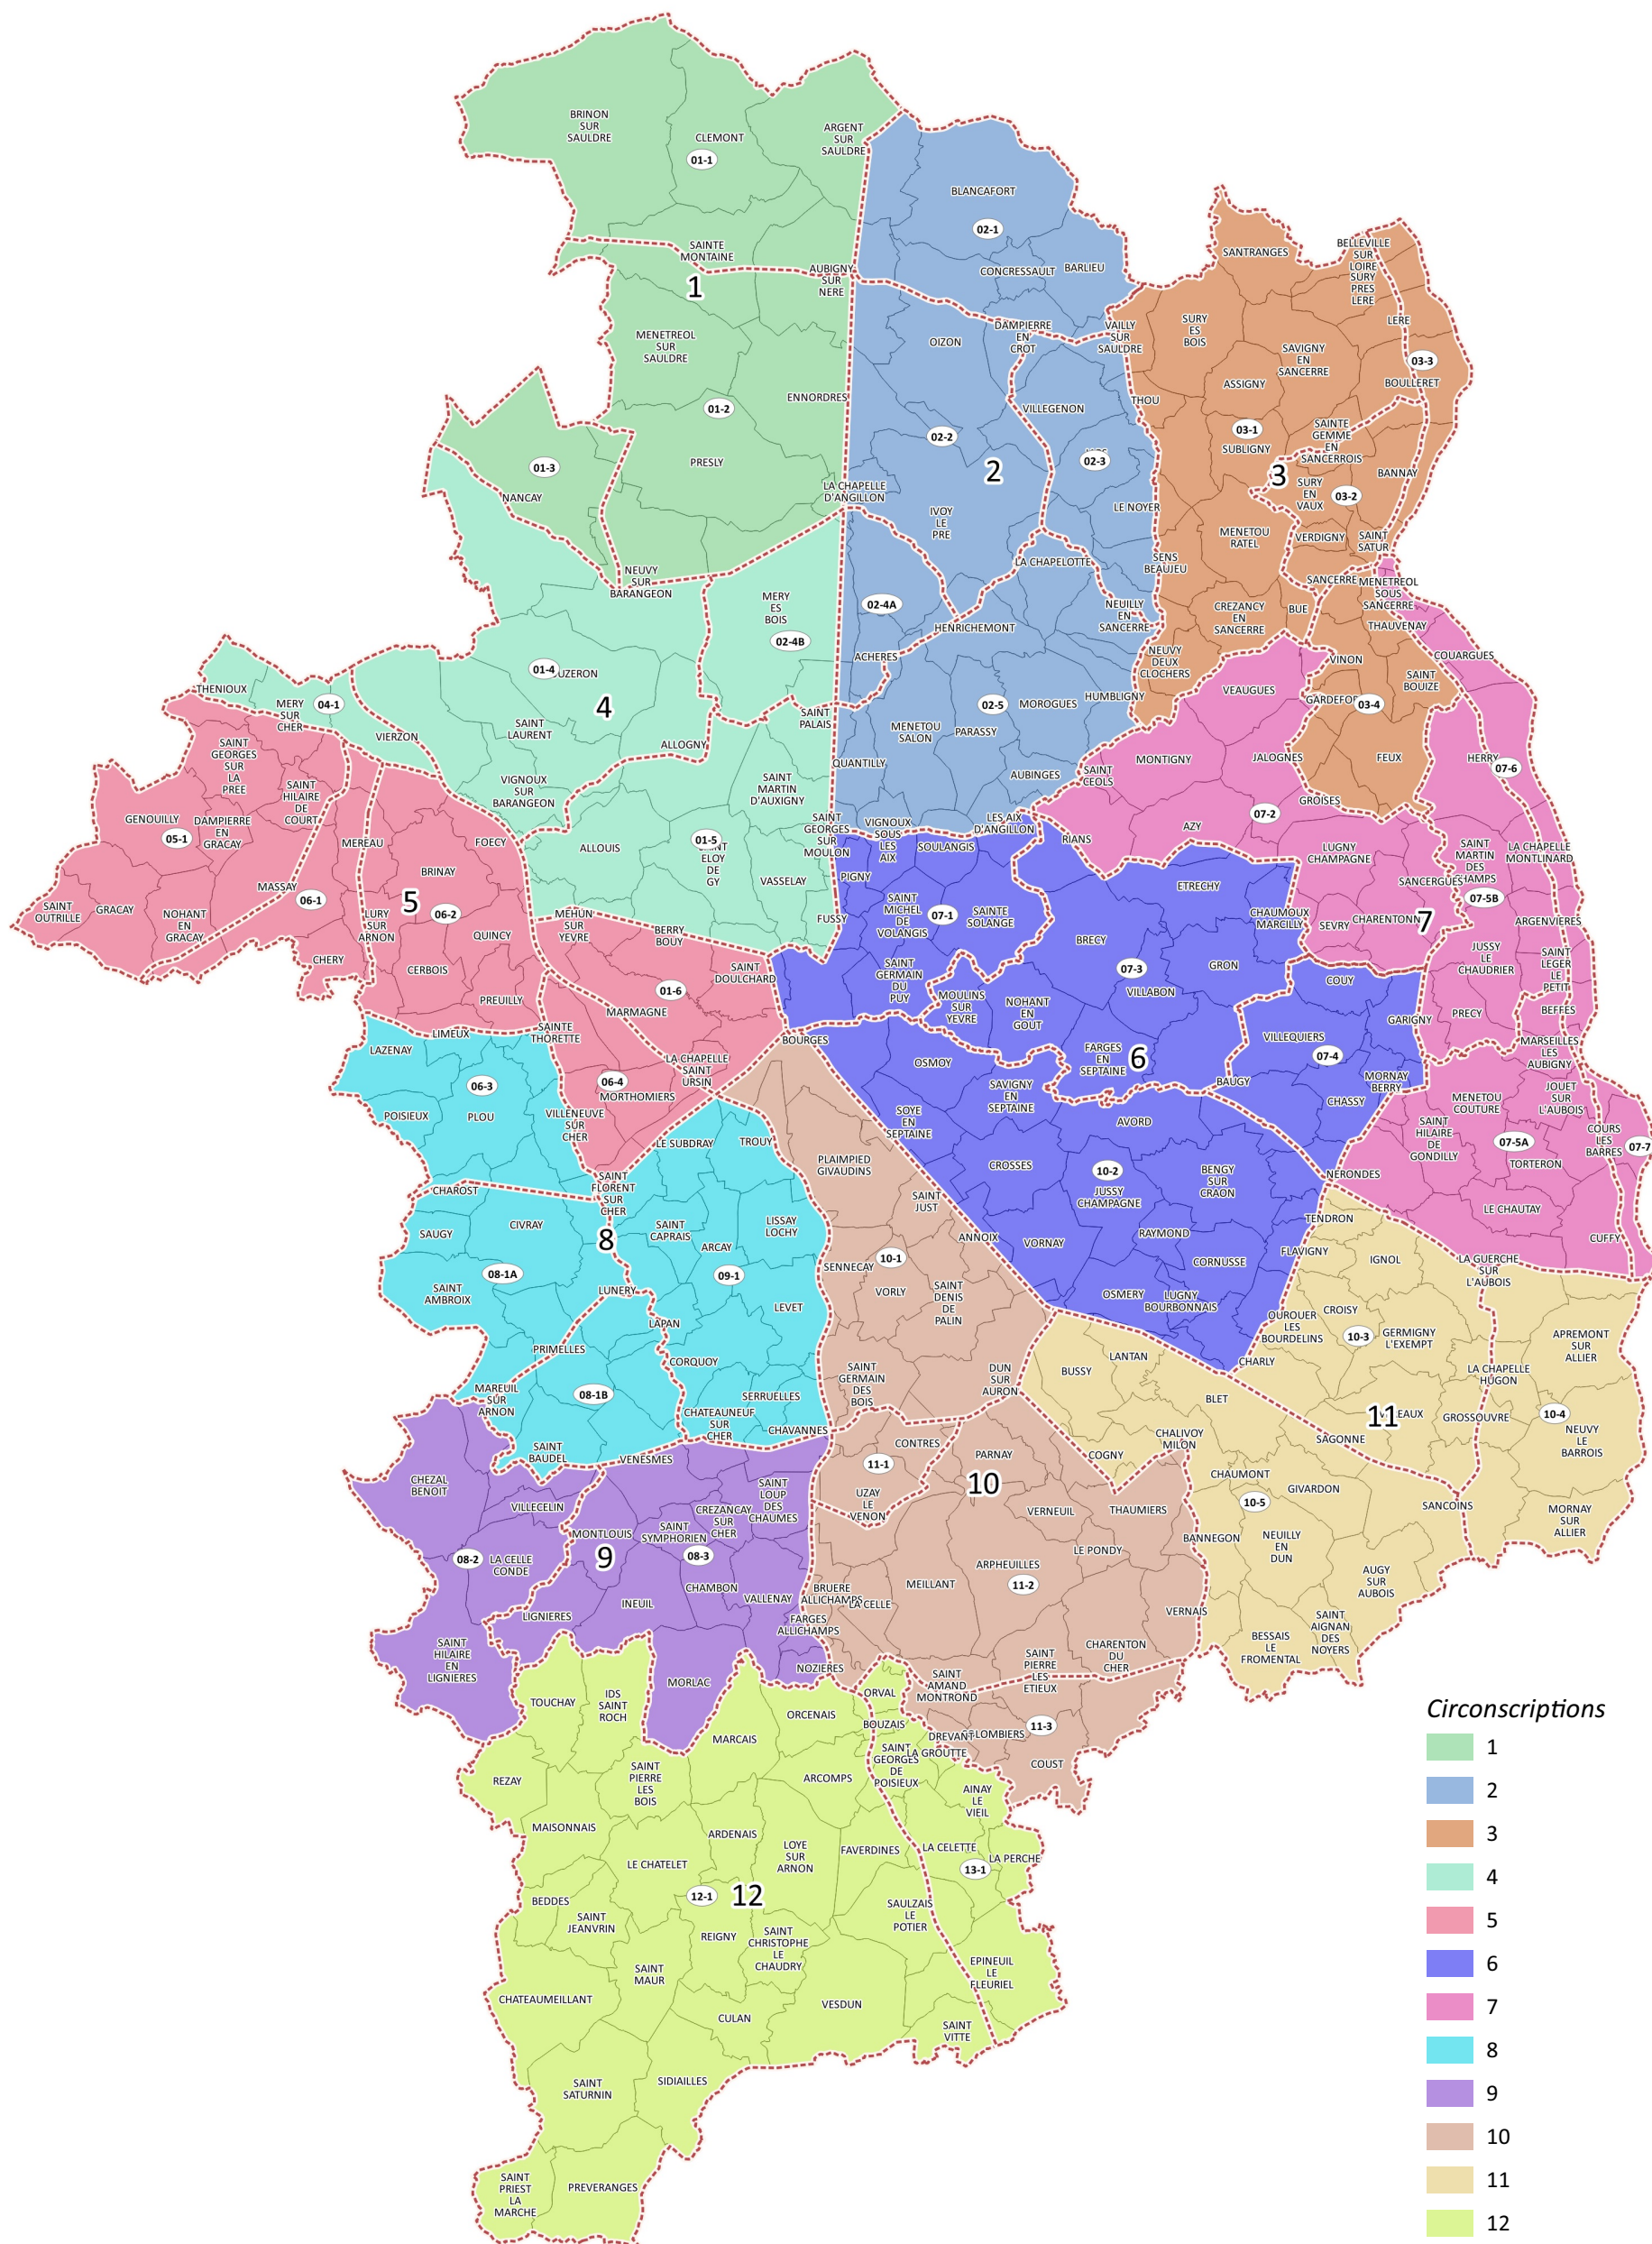 BRINON
SUR
SAULDRE
CLEMONT
01-1
ARGENT
SUR
SAULDRE
SAINTE
MONTAINE
1
AUBIGNY
SUR
NERE
MENETREOL
SUR
SAULDRE
ENNORDRES
01-2
PRESLY
01-3
NANCAY
LA CHAPELLE
D'ANGILLON
NEUVY
SUR
BARANGEON
BLANCAFORT
02-1
CONCRESSAULT
BARLIEU
OIZON
DAMPIERRE
EN
CROT
VAILLY
SUR
SAULDRE
VILLEGENON
THOU
02-2
2
02-3
LE NOYER
IVOY
LE
PRE
LA CHAPELOTTE
SENS
BEAUJEU
02-4A
HENRICHEMONT
NEUILLY
EN
SANCERRE
ACHERES
NEUVY
DEUX
CLOCHERS
02-5
MOROGUES
HUMBLIGNY
MENETOU
SALON
PARASSY
QUANTILLY
AUBINGES
VIGNOUX
SOUS
LES
AIX
LES AIX
D'ANGILLON
SANTRANGES
BELLEVILLE
SUR
LOIRE
SURY
PRES
LERE
LERE
SURY
ES
BOIS
SAVIGNY
EN
SANCERRE
03-3
BOULLERET
ASSIGNY
03-1
SUBLIGNY
SAINTE
GEMME
EN
SANCERROIS
3
BANNAY
SURY
EN
VAUX
03-2
MENETOU
RATEL
VERDIGNY
SAINT
SATUR
SANCERRE
MENETREOL
SOUS
SANCERRE
CREZANCY
EN
SANCERRE
BUE
THAUVENAY
VINON
SAINT
BOUIZE
03-4
FEUX
MERY
ES
BOIS
02-4B
01-4
4
SAINT
LAURENT
ALLOGNY
SAINT
PALAIS
THENIOUX
MERY
SUR
CHER
04-1
VIERZON
VIGNOUX
SUR
BARANGEON
SAINT
MARTIN
D'AUXIGNY
SAINT
GEORGES
SUR
MOULON
ALLOUIS
01-5
ELOY
DE
GY
VASSELAY
FUSSY
SAINT
GEORGES
SUR
LA
PREE
SAINT
HILAIRE
DE
COURT
GENOUILLY
DAMPIERRE
EN
GRACAY
05-1
MEREAU
FOECY
BRINAY
MASSAY
06-1
5
06-2
SAINT
OUTRILLE
GRACAY
NOHANT
EN
GRACAY
LURY
SUR
ARNON
QUINCY
CHERY
CERBOIS
PREUILLY
MEHUN
SUR
YEVRE
BERRY
BOUY
SAINT
DOULCHARD
01-6
MARMAGNE
SAINTE
THORETTE
LA CHAPELLE
SAINT
URSIN
06-4
MORTHOMIERS
VILLENEUVE
SUR
CHER
SOULANGIS
RIANS
PIGNY
SAINT
MICHEL
DE
VOLANGIS
07-1
SAINTE
SOLANGE
ETRECHY
CHAUMOUX
MARCILLY
BRECY
SAINT
GERMAIN
DU
PUY
07-3
VILLABON
GRON
MOULINS
SUR
YEVRE
NOHANT
EN
GOUT
COUY
GARIGNY
BOURGES
OSMOY
FARGES
EN
SEPTAINE
6
VILLEQUIERS
07-4
SAVIGNY
EN
SEPTAINE
BAUGY
MORNAY
BERRY
CHASSY
SOYE
EN
SEPTAINE
AVORD
CROSSES
10-2
JUSSY
CHAMPAGNE
BENGY
SUR
CRAON
NERONDES
VORNAY
RAYMOND
CORNUSSE
OSMERY
LUGNY
BOURBONNAIS
VEAUGUES
COUARGUES
SAINT
CEOLS
MONTIGNY
JALOGNES
HERRY
07-6
GROISES
07-2
AZY
LUGNY
CHAMPAGNE
SAINT
MARTIN
DES
CHAMPS
LA CHAPELLE
MONTLINARD
SANCERGUES
07-5B
SEVRY
7
ARGENVIERES
JUSSY
LE
CHAUDRIER
SAINT
LEGER
LE
PETIT
PRECY
BEFFES
MARSEILLES
LES
AUBIGNY
MENETOU
COUTURE
JOUET
SUR
L'AUBOIS
SAINT
HILAIRE
DE
GONDILLY
07-5A
TORTERON
COURS
LES
BARRES
07-7
LE CHAUTAY
CUFFY
LA GUERCHE
SUR
L'AUBOIS
LAZENAY
LIMEUX
06-3
POISIEUX
PLOU
CHAROST
SAINT
FLORENT
SUR
CHER
LE SUBDRAY
TROUY
SAUGY
CIVRAY
8
SAINT
CAPRAIS
LISSAY
LOCHY
ARCAY
08-1A
09-1
SAINT
AMBROIX
LUNERY
LEVET
LAPAN
PRIMELLES
CORQUOY
08-1B
SERRUELLES
MAREUIL
SUR
ARNON
CHATEAUNEUF
SUR
CHER
CHAVANNES
SAINT
BAUDEL
VENESMES
CHEZAL
BENOIT
VILLECELIN
SAINT
LOUP
DES
CHAUMES
CREZANCAY
SUR
CHER
MONTLOUIS
SAINT
SYMPHORIEN
9
08-3
08-2
LA CELLE
CONDE
CHAMBON
VALLENAY
INEUIL
LIGNIERES
FARGES
ALLICHAMPS
SAINT
HILAIRE
EN
LIGNIERES
MORLAC
NOZIERES
PLAIMPIED
GIVAUDINS
SAINT
JUST
ANNOIX
SENNECAY
10-1
VORLY
SAINT
DENIS
DE
PALIN
SAINT
GERMAIN
DES
BOIS
DUN
SUR
AURON
CONTRES
11-1
PARNAY
10
UZAY
LE
VENON
VERNEUIL
THAUMIERS
LE PONDY
ARPHEUILLES
11-2
MEILLANT
BRUERE
ALLICHAMPS
LA CELLE
VERNAIS
CHARENTON
DU
CHER
SAINT
PIERRE
LES
ETIEUX
SAINT
AMAND
MONTROND
11-3
DREVANT
COUST
TENDRON
FLAVIGNY
IGNOL
OUROUER
LES
BOURDELINS
CROISY
10-3
GERMIGNY
L'EXEMPT
APREMONT
SUR
ALLIER
CHARLY
LA CHAPELLE
HUGON
BUSSY
LANTAN
BLET
11
GROSSOUVRE
10-4
NEUVY
LE
BARROIS
SAGONNE
COGNY
CHALIVOY
MILON
CHAUMONT
10-5
GIVARDON
SANCOINS
MORNAY
SUR
ALLIER
BANNEGON
NEUILLY
EN
DUN
AUGY
SUR
AUBOIS
BESSAIS
LE
FROMENTAL
SAINT
AIGNAN
DES
NOYERS
TOUCHAY
IDS
SAINT
ROCH
ORVAL
ORCENAIS
BOUZAIS
MARCAIS
LA GROUTTE
SAINT
GEORGES
DE
POISIEUX
REZAY
SAINT
PIERRE
LES
BOIS
ARCOMPS
AINAY
LE
VIEIL
MAISONNAIS
ARDENAIS
LOYE
SUR
ARNON
FAVERDINES
LA CELETTE
LA PERCHE
13-1
LE CHATELET
12-1
12
BEDDES
SAINT
JEANVRIN
SAULZAIS
LE
POTIER
REIGNY
SAINT
CHRISTOPHE
LE
CHAUDRY
SAINT
MAUR
EPINEUIL
LE
FLEURIEL
CHATEAUMEILLANT
CULAN
VESDUN
SAINT
VITTE
SAINT
SATURNIN
SIDIAILLES
SAINT
PRIEST
LA
MARCHE
PREVERANGES
Circonscriptions
1
2
3
4
5
6
7
8
9
10
11
12